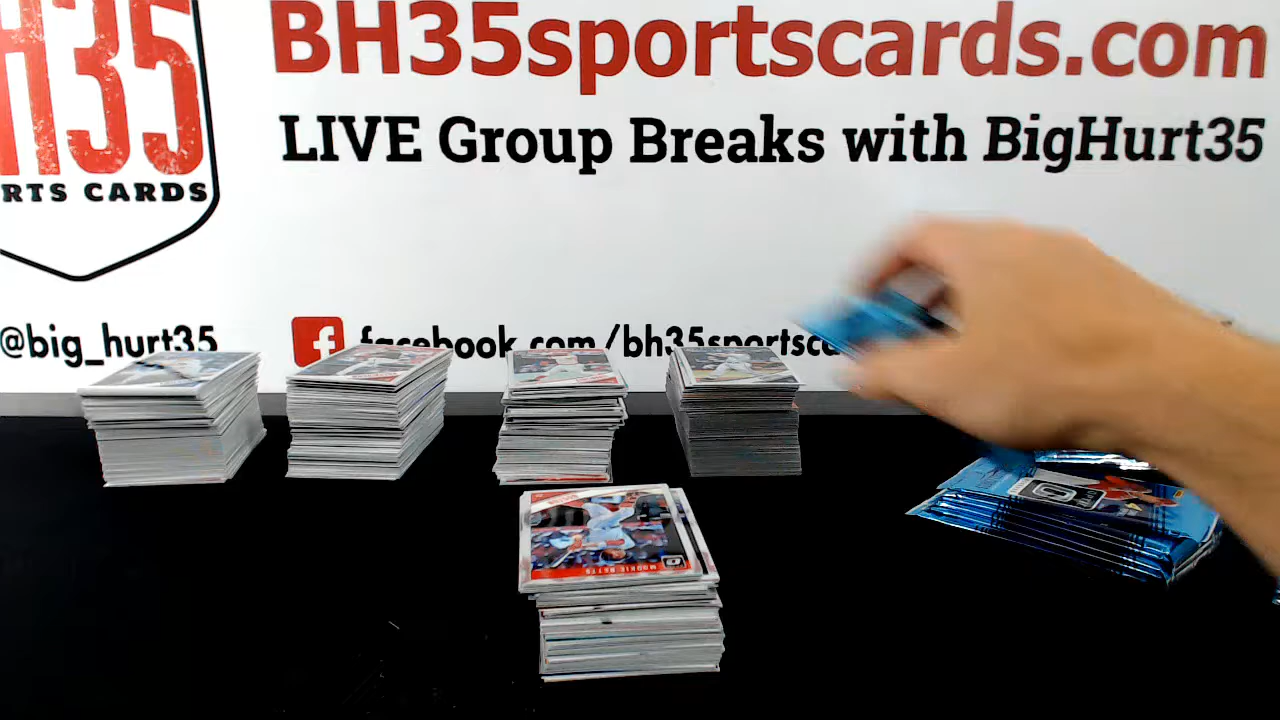 H35
RTS CARDS
BH35sportscards.com
LIVE Group Breaks with BigHurt35
@big_hurt35
f facebook.com/bh35sportsca
MOOKIE BETTS